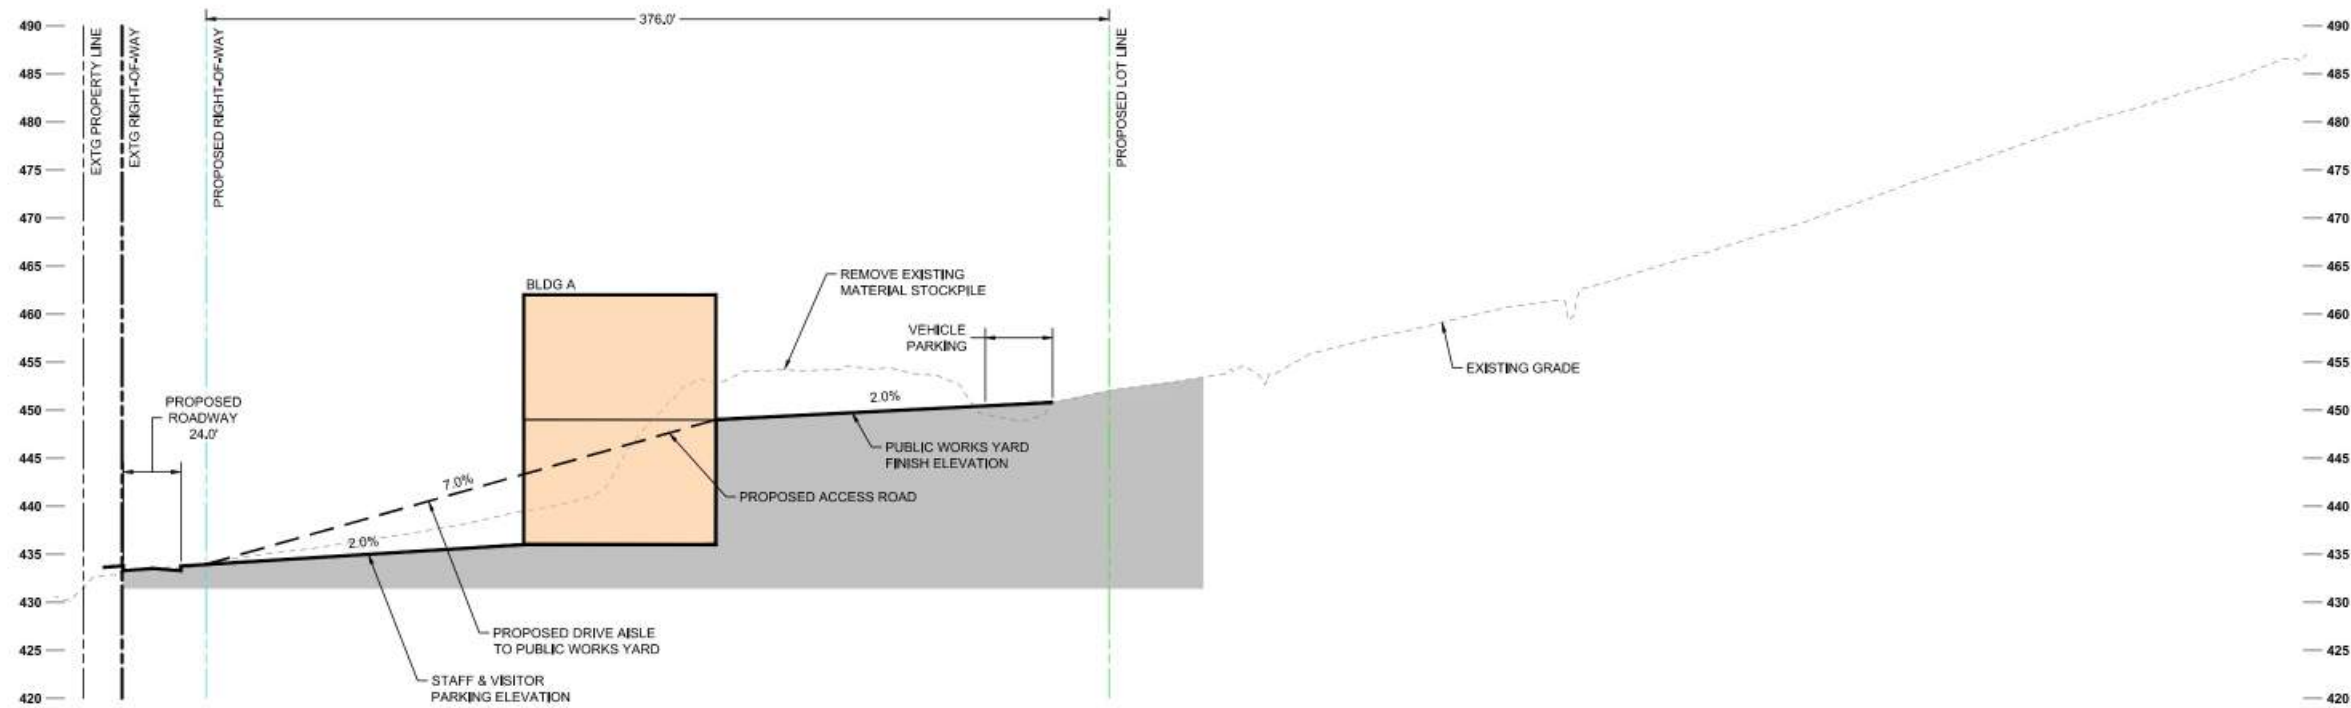 376.0'
490
485
480
475
470
465
460
455
450
445
440
435
430
425
420
EXTG PROPERTY LINE
EXTG RIGHT-OF-WAY
PROPOSED RIGHT-OF-WAY
PROPOSED LOT LINE
BLDG A
REMOVE EXISTING
MATERIAL STOCKPILE
VEHICLE
PARKING
EXISTING GRADE
PROPOSED
ROADWAY
24.0'
2.0%
PUBLIC WORKS YARD
FINISH ELEVATION
7.0%
PROPOSED ACCESS ROAD
2.0%
PROPOSED DRIVE AISLE
TO PUBLIC WORKS YARD
STAFF & VISITOR
PARKING ELEVATION
490
485
480
475
470
465
460
455
450
445
440
435
430
425
420